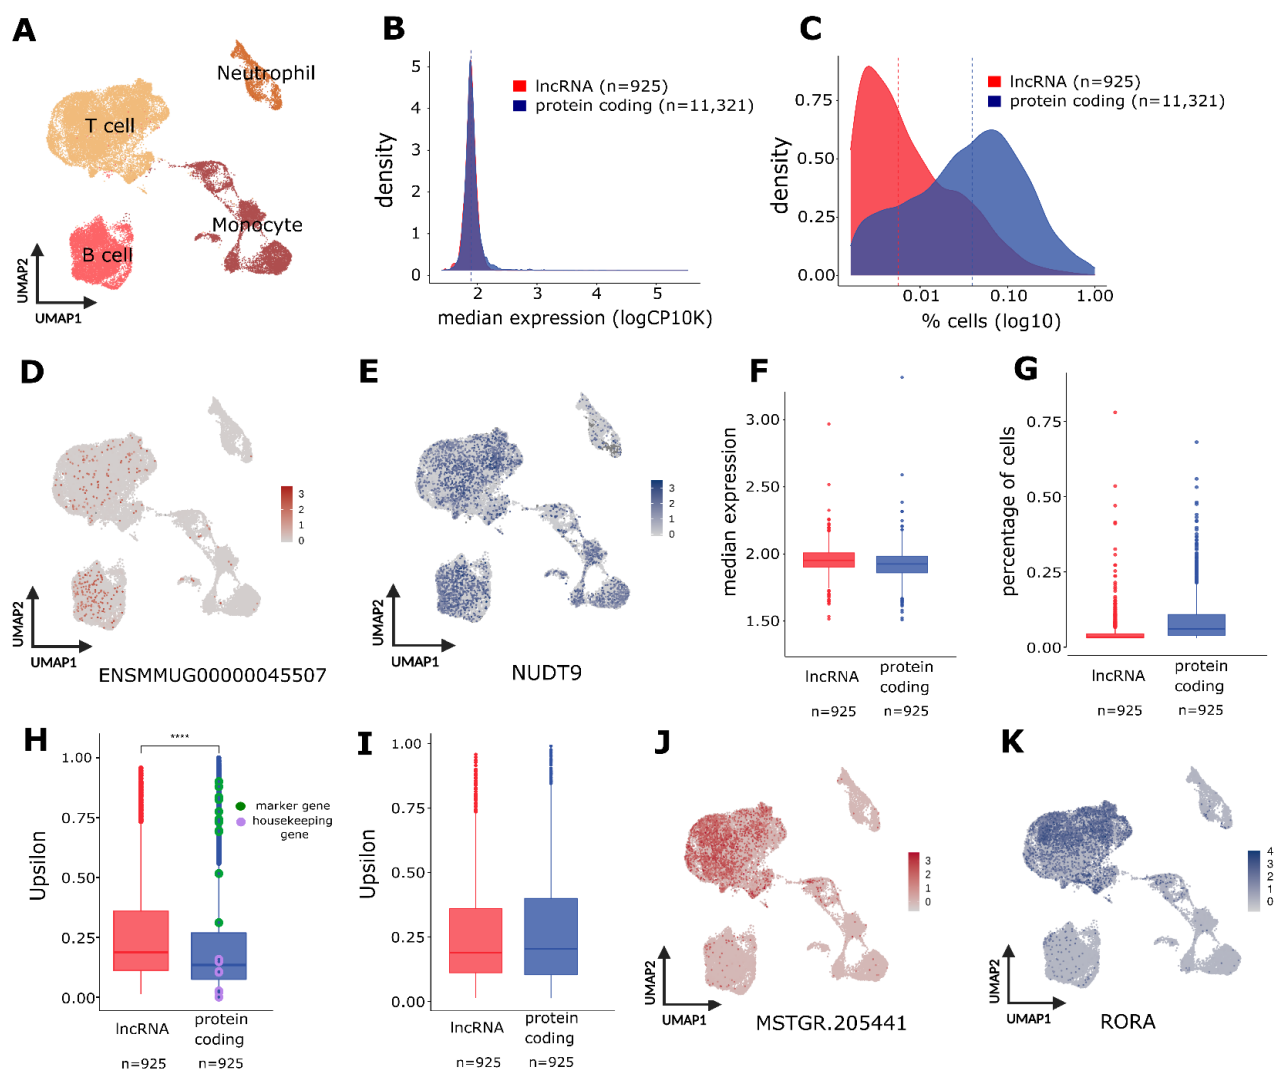 A
Neutrophil
T cell
Monocyte
B cell
UMAP2
UMAP1
B
5
4
3
2
1
0
density
lncRNA (n=925)
protein coding (n=11,321)
2
3
4
5
median expression (logCP10K)
C
0.75
0.50
0.25
0.00
density
lncRNA (n=925)
protein coding (n=11,321)
0.01
0.10
1.00
% cells (log10)
D
3
2
1
0
UMAP2
UMAP1
ENSMMUG00000045507
E
3
2
1
0
UMAP2
UMAP1
NUDT9
F
median expression
3.00
2.50
2.00
1.50
lncRNA
protein
coding
n=925
n=925
G
percentage of cells
0.75
0.50
0.25
0.00
lncRNA
protein
coding
n=925
n=925
H
Upsilon
****
1.00
0.75
0.50
0.25
0.00
marker gene
housekeeping
gene
lncRNA
protein
coding
n=925
n=925
I
Upsilon
1.00
0.75
0.50
0.25
0.00
lncRNA
protein
coding
n=925
n=925
J
3
2
1
0
UMAP2
UMAP1
MSTGR.205441
K
4
3
2
1
0
UMAP2
UMAP1
RORA